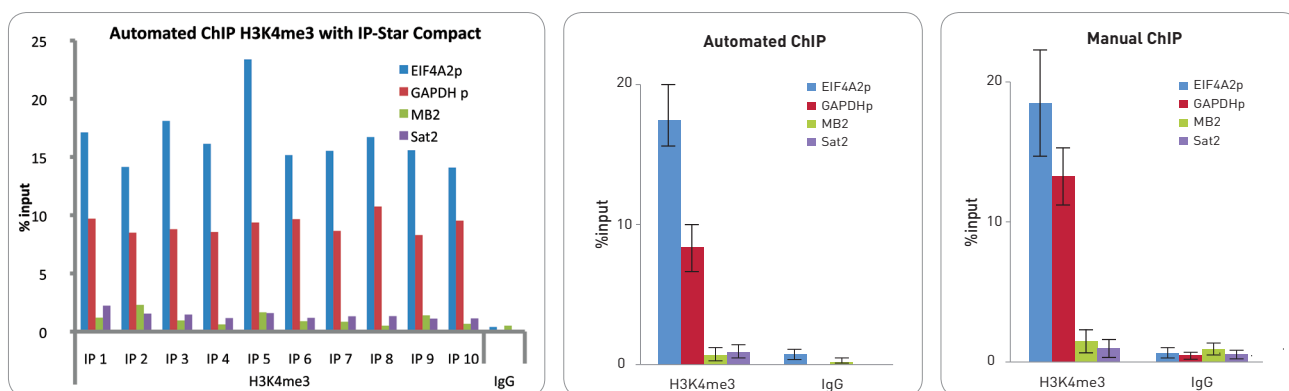 Automated ChIP H3K4me3 with IP-Star Compact
25
20
15
10
5
0
% input
EIF4A2p
GAPDH p
MB2
Sat2
IP 1 IP 2 IP 3 IP 4 IP 5 IP 6 IP 7 IP 8 IP 9 IP 10
H3K4me3 IgG
Automated ChIP
20
10
0
%input
EIF4A2p
GAPDHp
MB2
Sat2
H3K4me3 IgG
Manual ChIP
20
10
0
%input
EIF4A2p
GAPDHp
MB2
Sat2
H3K4me3 IgG